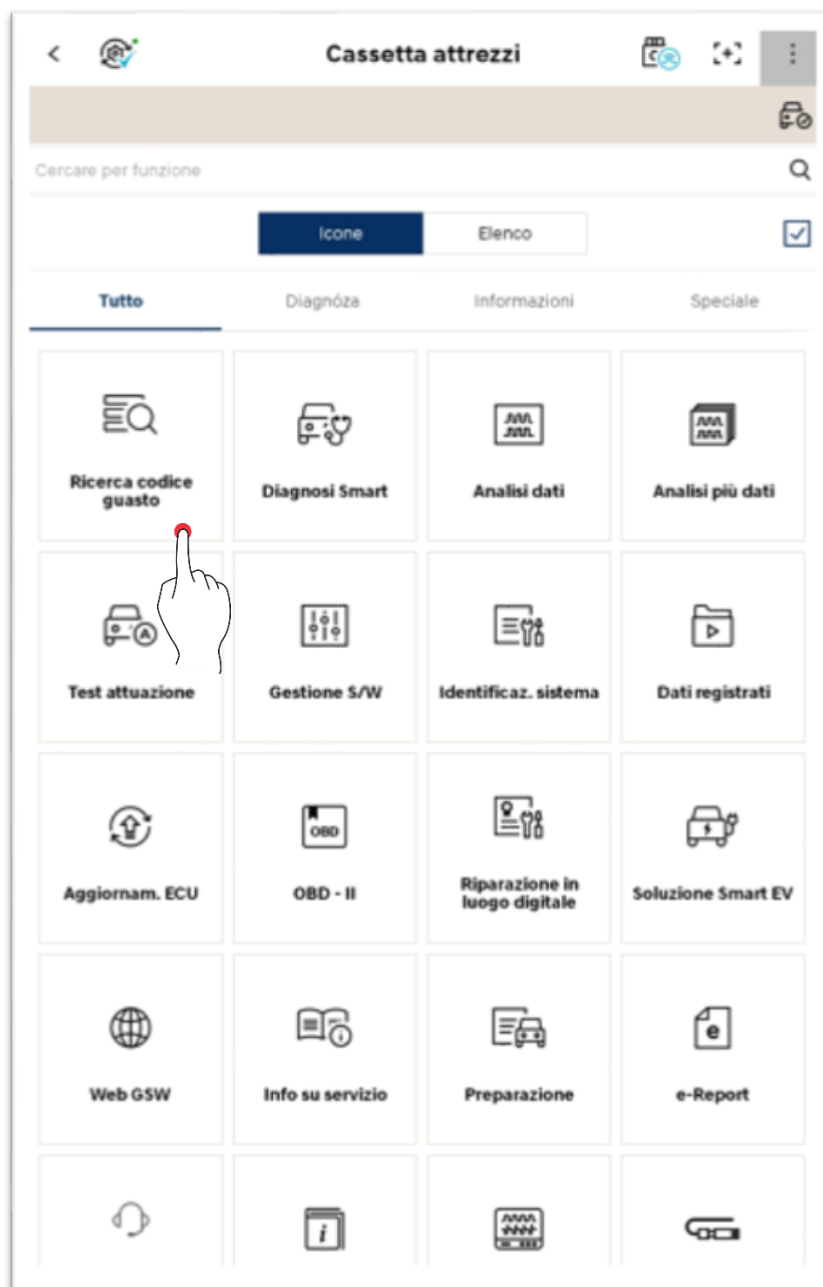 Cassetta attrezzi
Cercare per funzione
Icone Elenco
Tutto Diagnóza Informazioni Speciale
Ricerca codice
guasto
Diagnosi Smart
Analisi dati
Analisi più dati
Test attuazione
Gestione S/W
Identificaz. sistema
Dati registrati
A
Aggiornam. ECU
OBD
OBD - II
Riparazione in
luogo digitale
Soluzione Smart EV
Web GSW
Info su servizio
Preparazione
e
e-Report
i